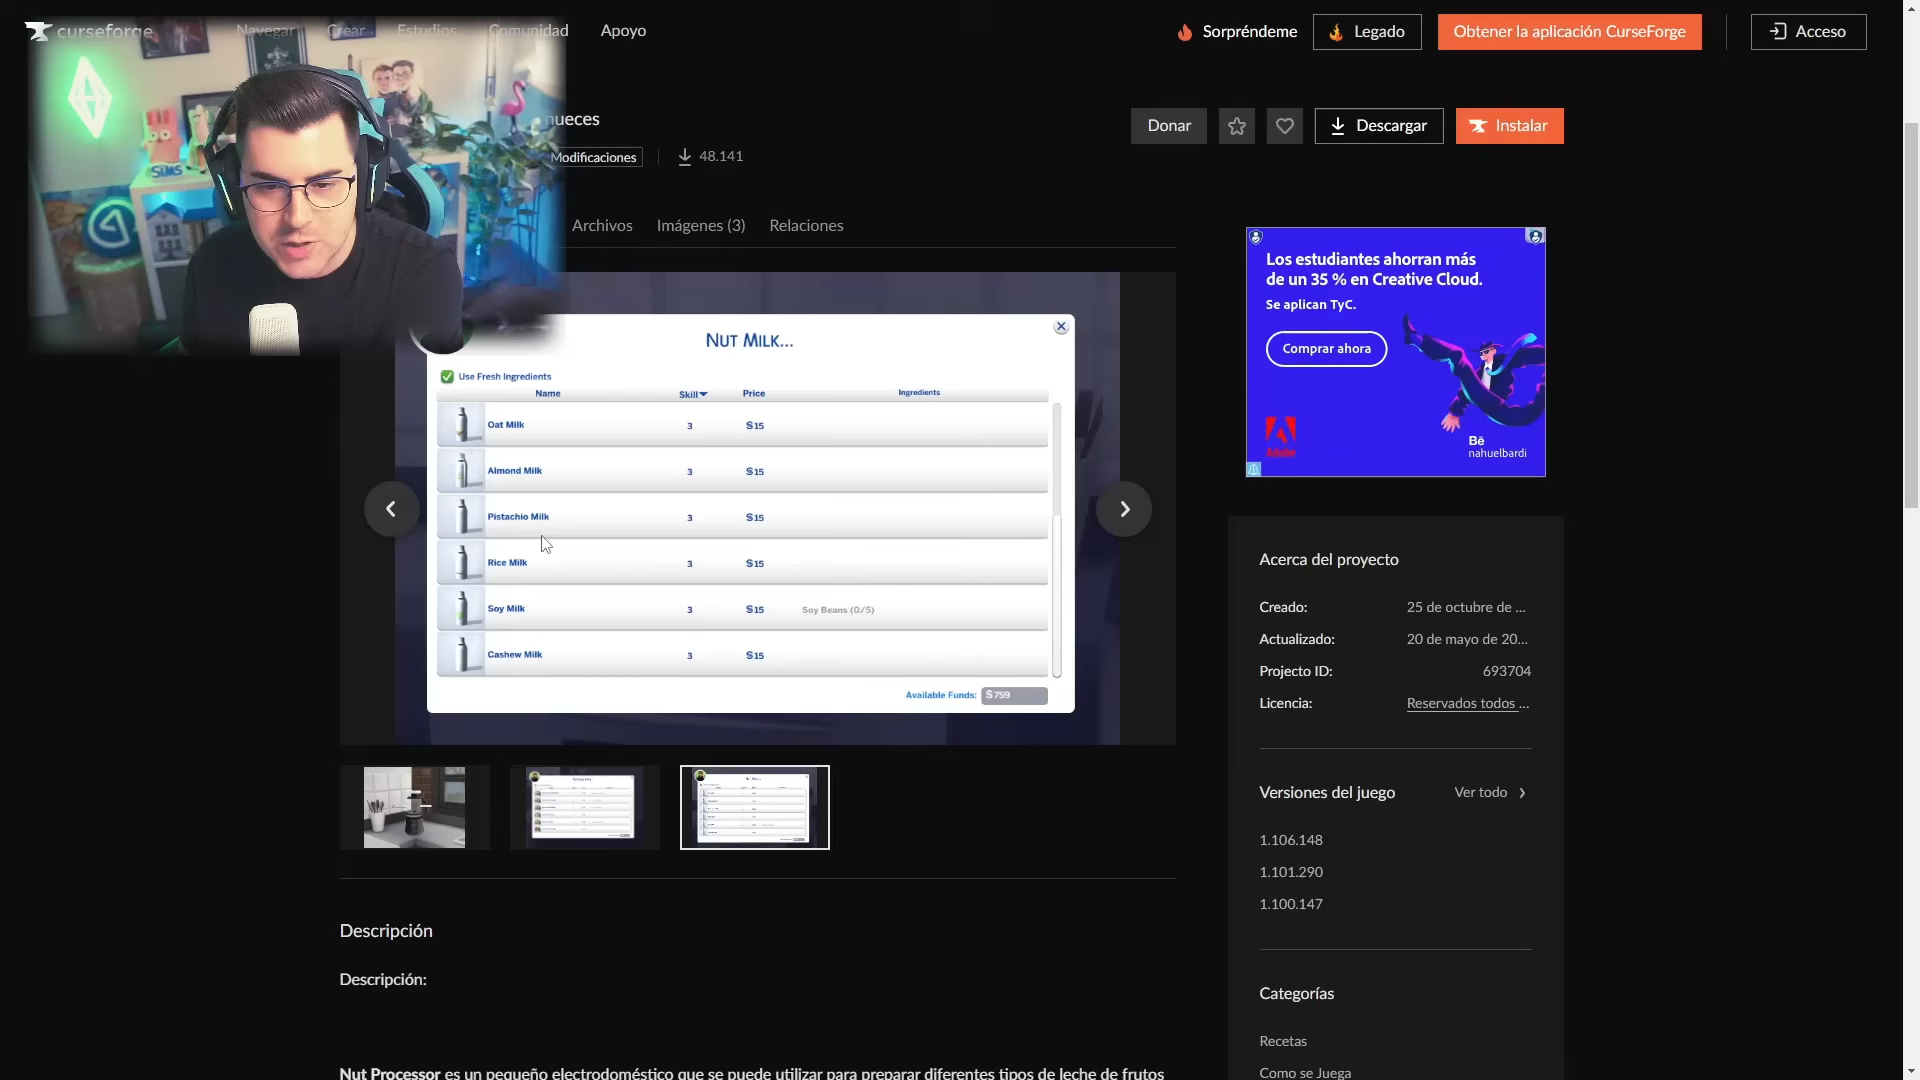 curseforge
Navegar
Crear
Estudios
Comunidad
Apoyo
Sorpréndeme
Legado
Obtener la aplicación CurseForge
Acceso
SIMS
nueces
Modificaciones
48.141
Donar
Descargar
Instalar
Archivos
Imágenes (3)
Relaciones
NUT MILK...
Use Fresh Ingredients
Name Skill Price Ingredients
Oat Milk 3 $15
Almond Milk 3 $15
Pistachio Milk 3 $15
Rice Milk 3 $15
Soy Milk 3 $15 Soy Beans (0/5)
Cashew Milk 3 $15
Available Funds: $759
Los estudiantes ahorran más
de un 35 % en Creative Cloud.
Se aplican TyC.
Comprar ahora
Adobe
Bē
nahuelbardi
Acerca del proyecto
Creado: 25 de octubre de ...
Actualizado: 20 de mayo de 20...
Projecto ID: 693704
Licencia: Reservados todos ...
Versiones del juego
Ver todo
1.106.148
1.101.290
1.100.147
Categorías
Recetas
Como se Juega
Descripción
Descripción:
Nut Processor es un pequeño electrodoméstico que se puede utilizar para preparar diferentes tipos de leche de frutos